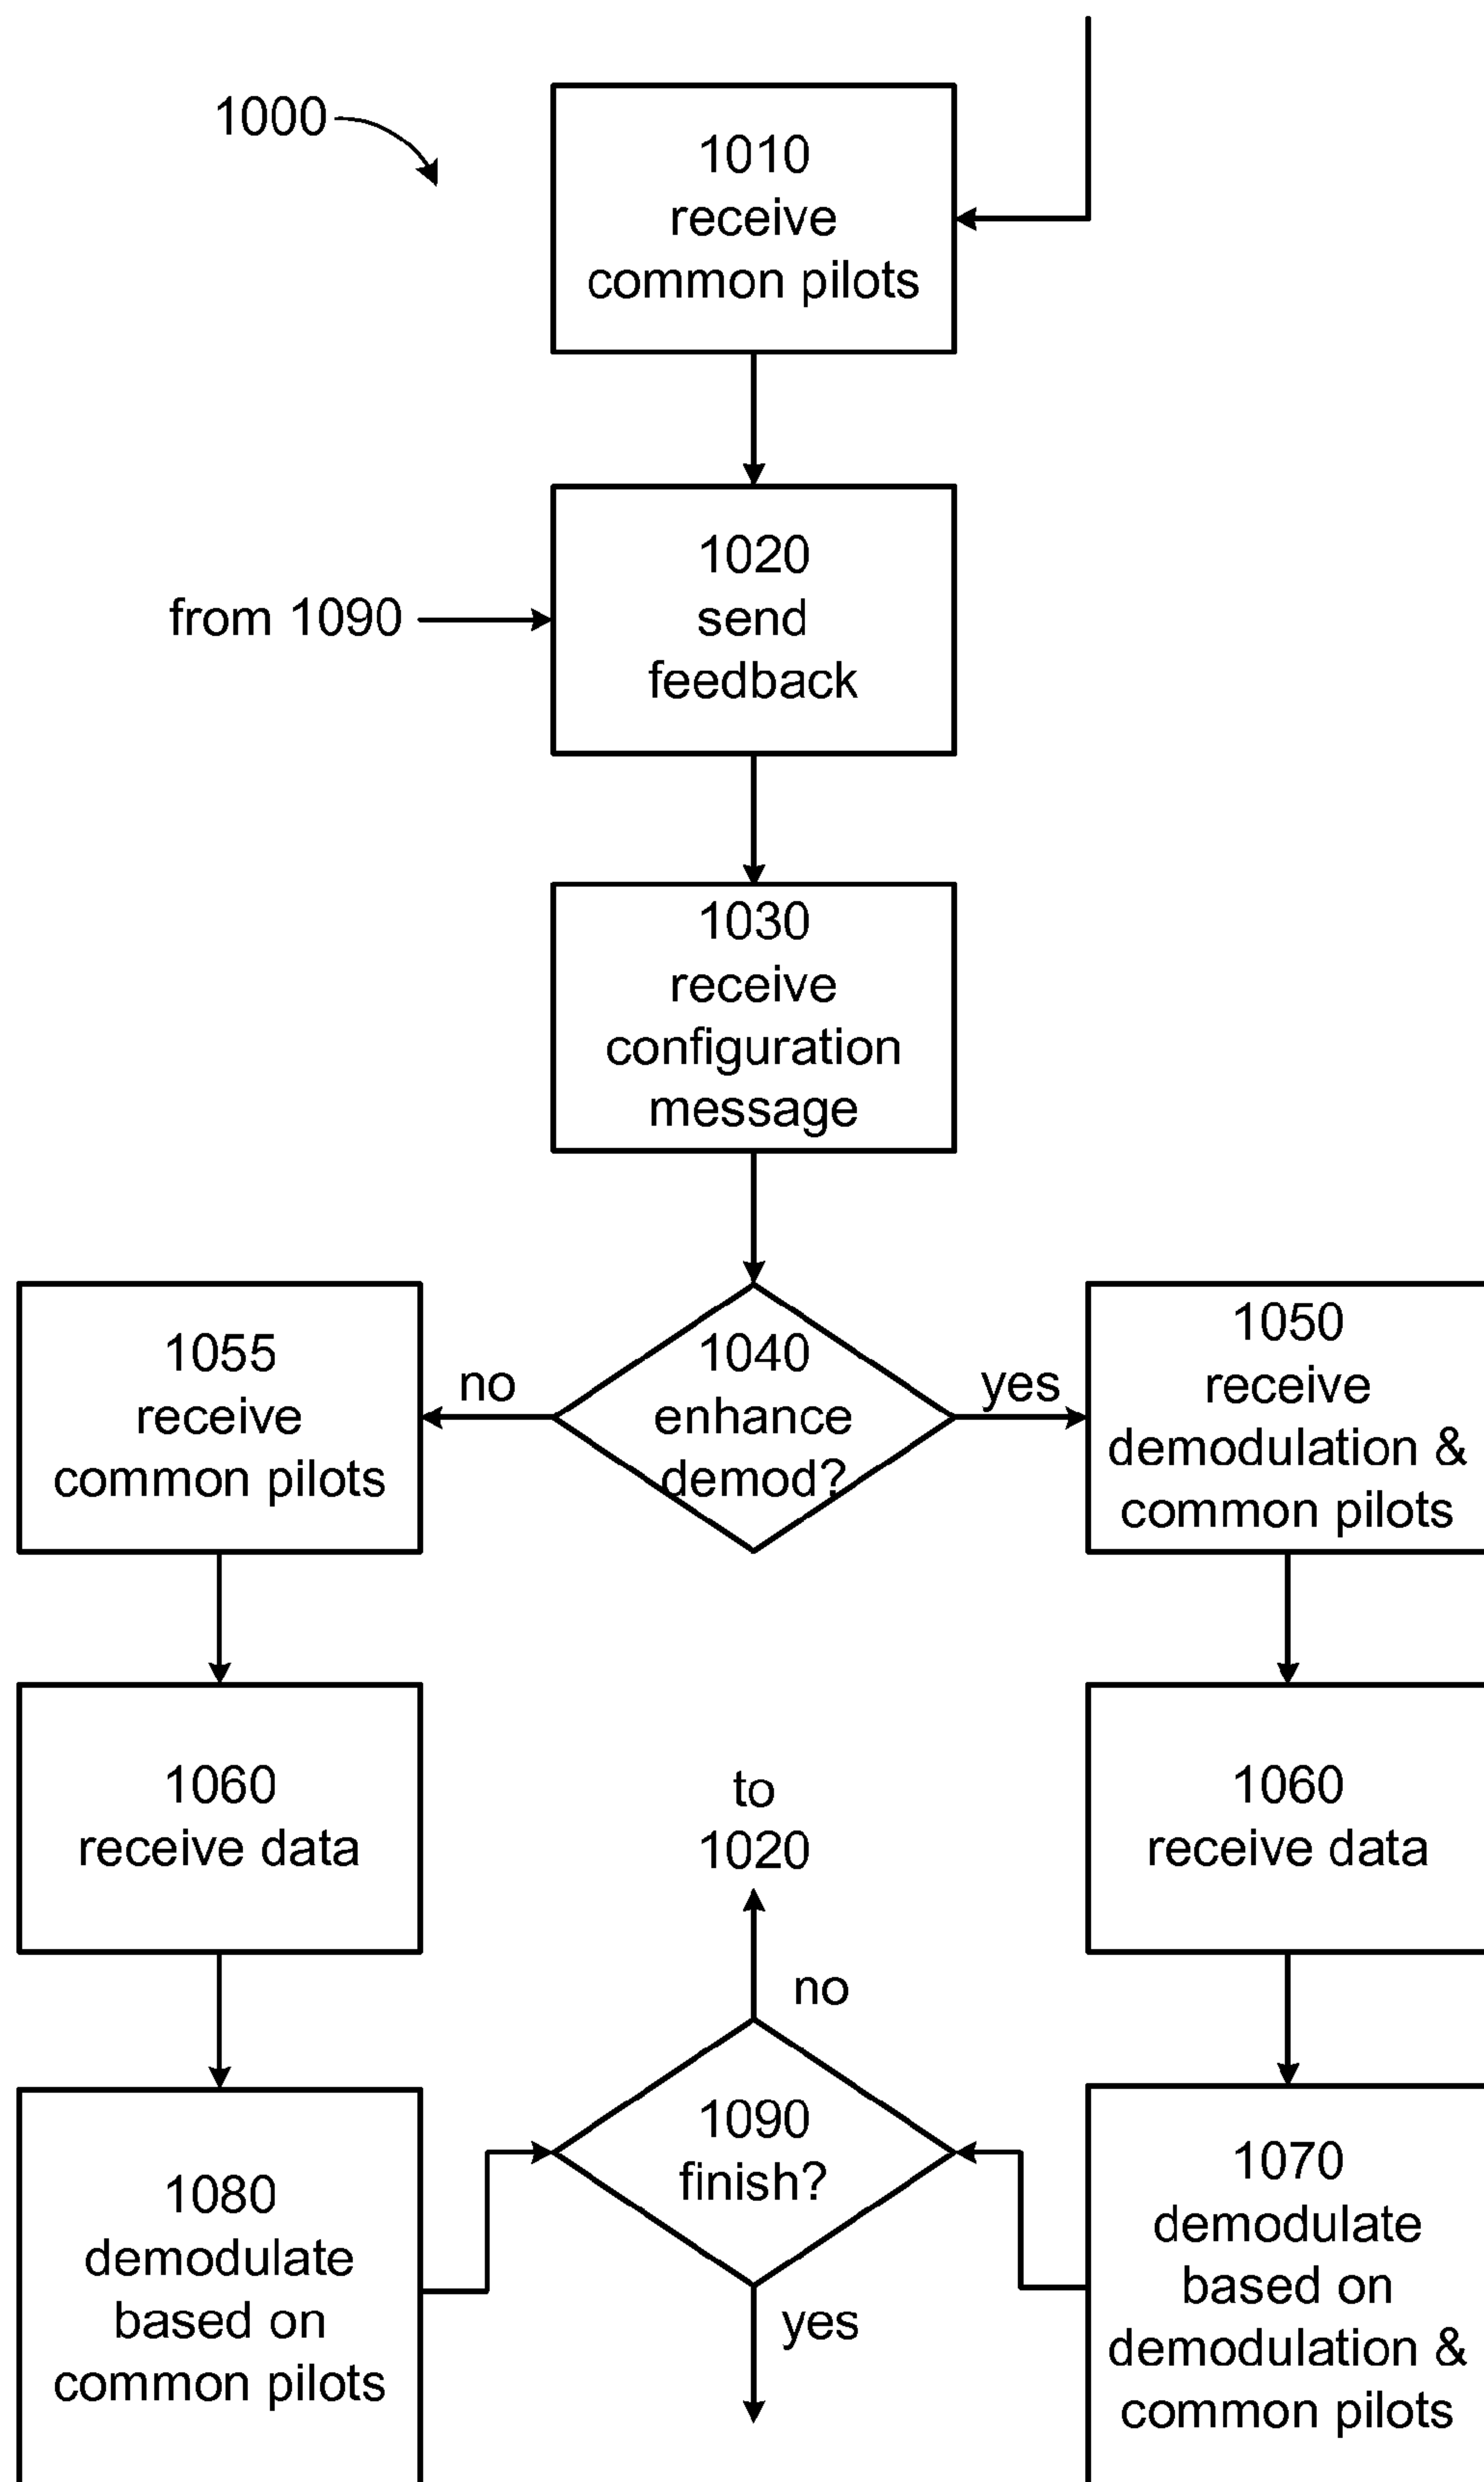 1000
1010
receive
common pilots
from 1090
1020
send
feedback
1030
receive
configuration
message
1055
receive
common pilots
no
1040
enhance
demod?
yes
1050
receive
demodulation &
common pilots
1060
receive data
to
1020
1060
receive data
no
1080
demodulate
based on
common pilots
1090
finish?
yes
1070
demodulate
based on
demodulation &
common pilots